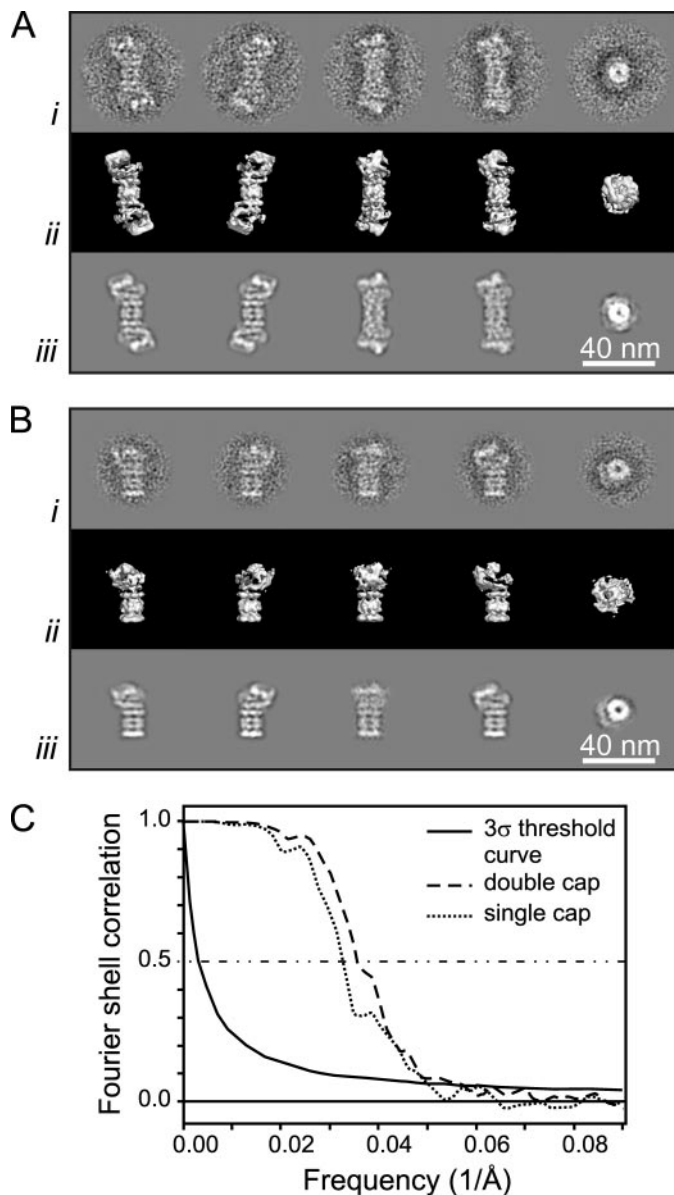 A
i
ii
iii
40 nm
B
i
ii
iii
40 nm
C
Fourier shell correlation
1.0
0.5
0.0
3σ threshold
curve
double cap
single cap
0.00 0.02 0.04 0.06 0.08
Frequency (1/Å)